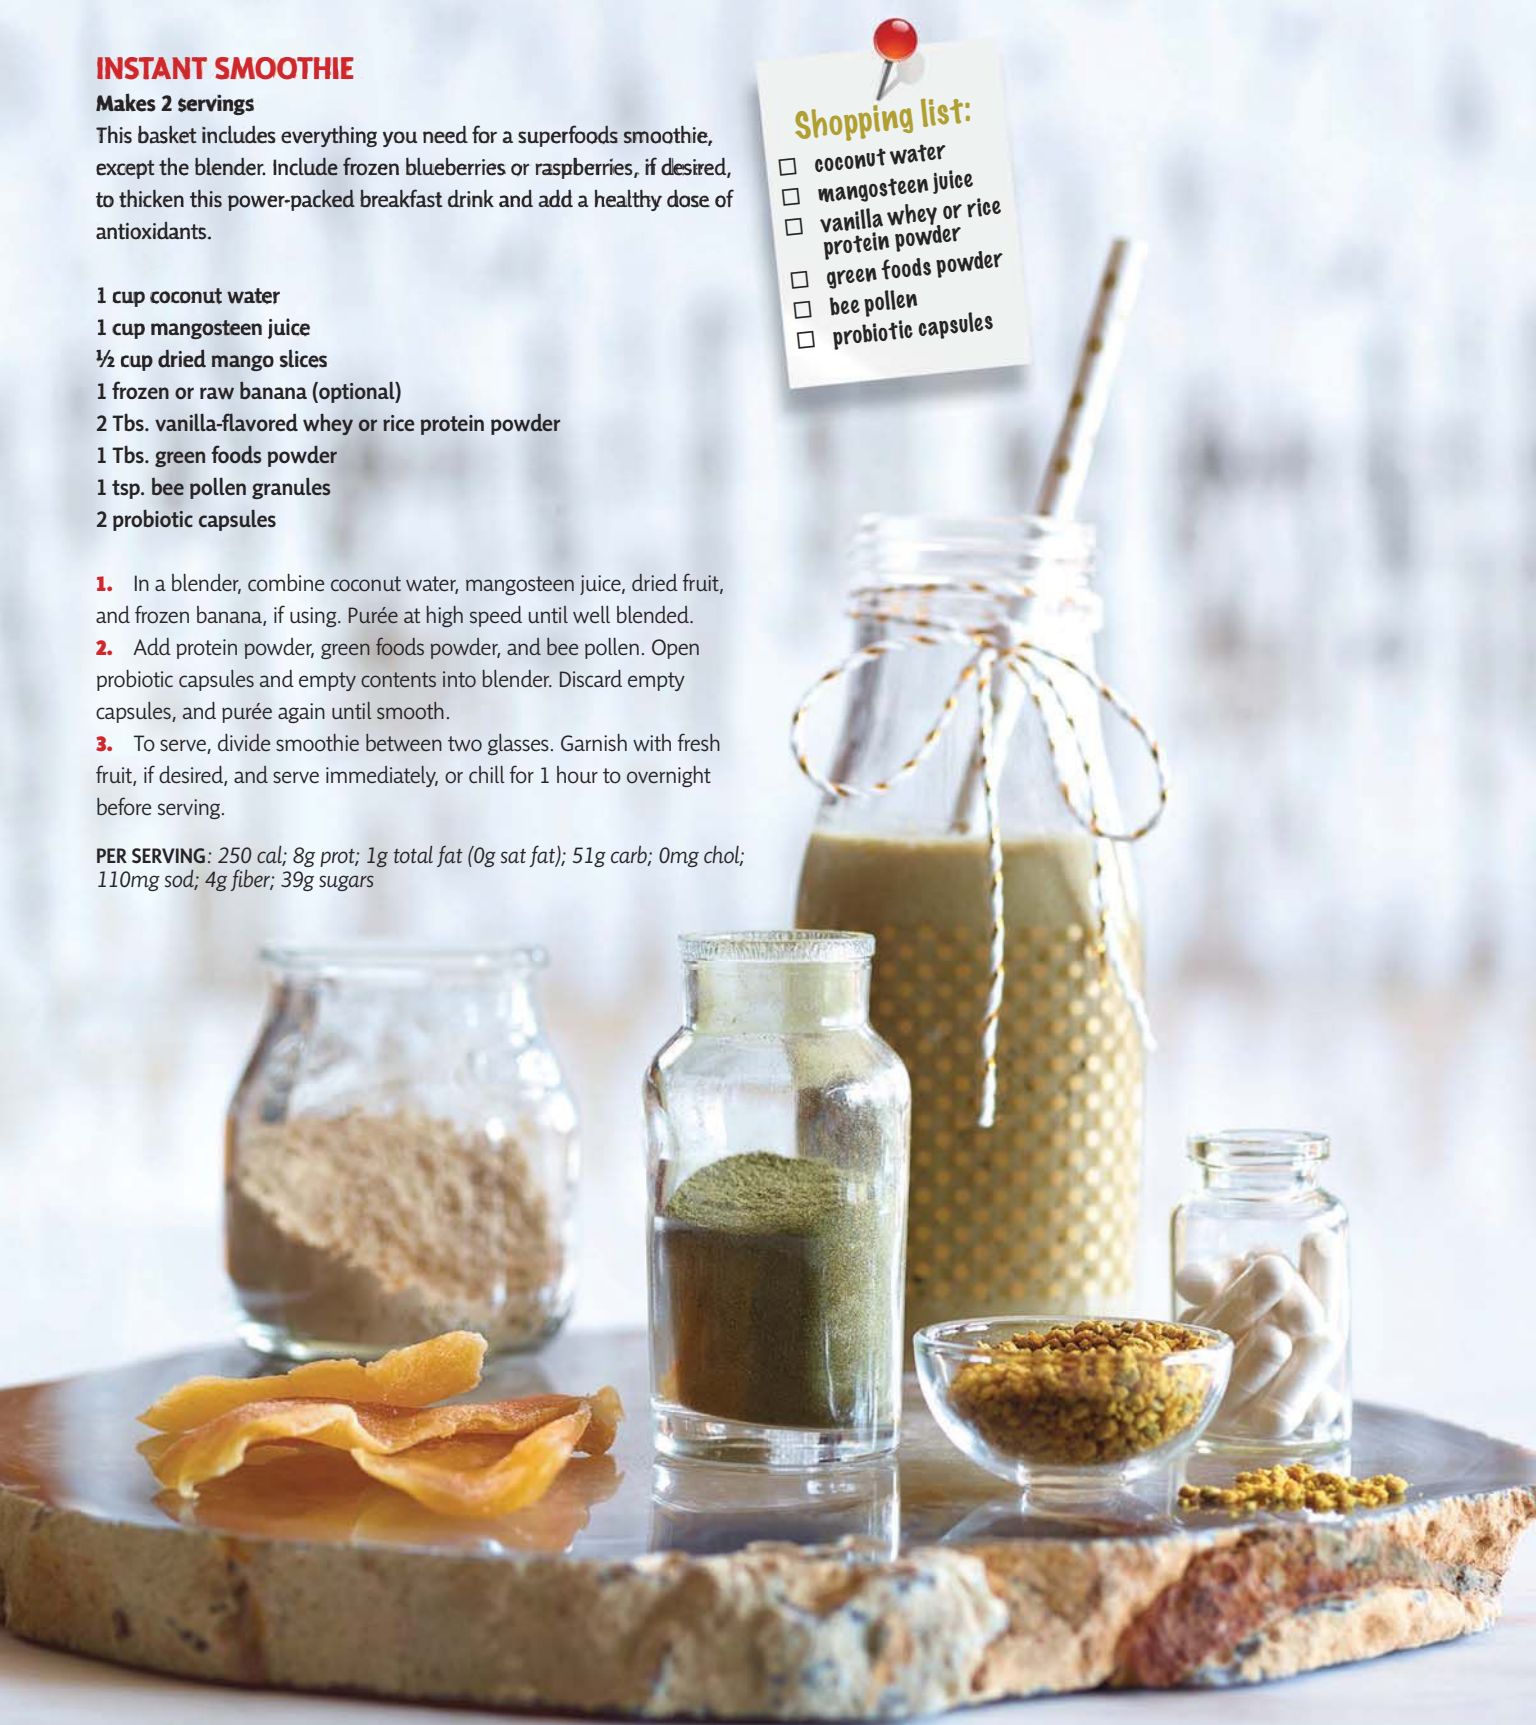 INSTANT SMOOTHIE
Makes 2 servings
This basket includes everything you need for a superfoods smoothie,
except the blender. Include frozen blueberries or raspberries, if desired,
to thicken this power-packed breakfast drink and add a healthy dose of
antioxidants.
1 cup coconut water
1 cup mangosteen juice
½ cup dried mango slices
1 frozen or raw banana (optional)
2 Tbs. vanilla-flavored whey or rice protein powder
1 Tbs. green foods powder
1 tsp. bee pollen granules
2 probiotic capsules
1. In a blender, combine coconut water, mangosteen juice, dried fruit,
and frozen banana, if using. Purée at high speed until well blended.
2. Add protein powder, green foods powder, and bee pollen. Open
probiotic capsules and empty contents into blender. Discard empty
capsules, and purée again until smooth.
3. To serve, divide smoothie between two glasses. Garnish with fresh
fruit, if desired, and serve immediately, or chill for 1 hour to overnight
before serving.
PER SERVING: 250 cal; 8g prot; 1g total fat (0g sat fat); 51g carb; 0mg chol;
110mg sod; 4g fiber; 39g sugars
Shopping list:
coconut water
mangosteen juice
vanilla whey or rice
protein powder
green foods powder
bee pollen
probiotic capsules